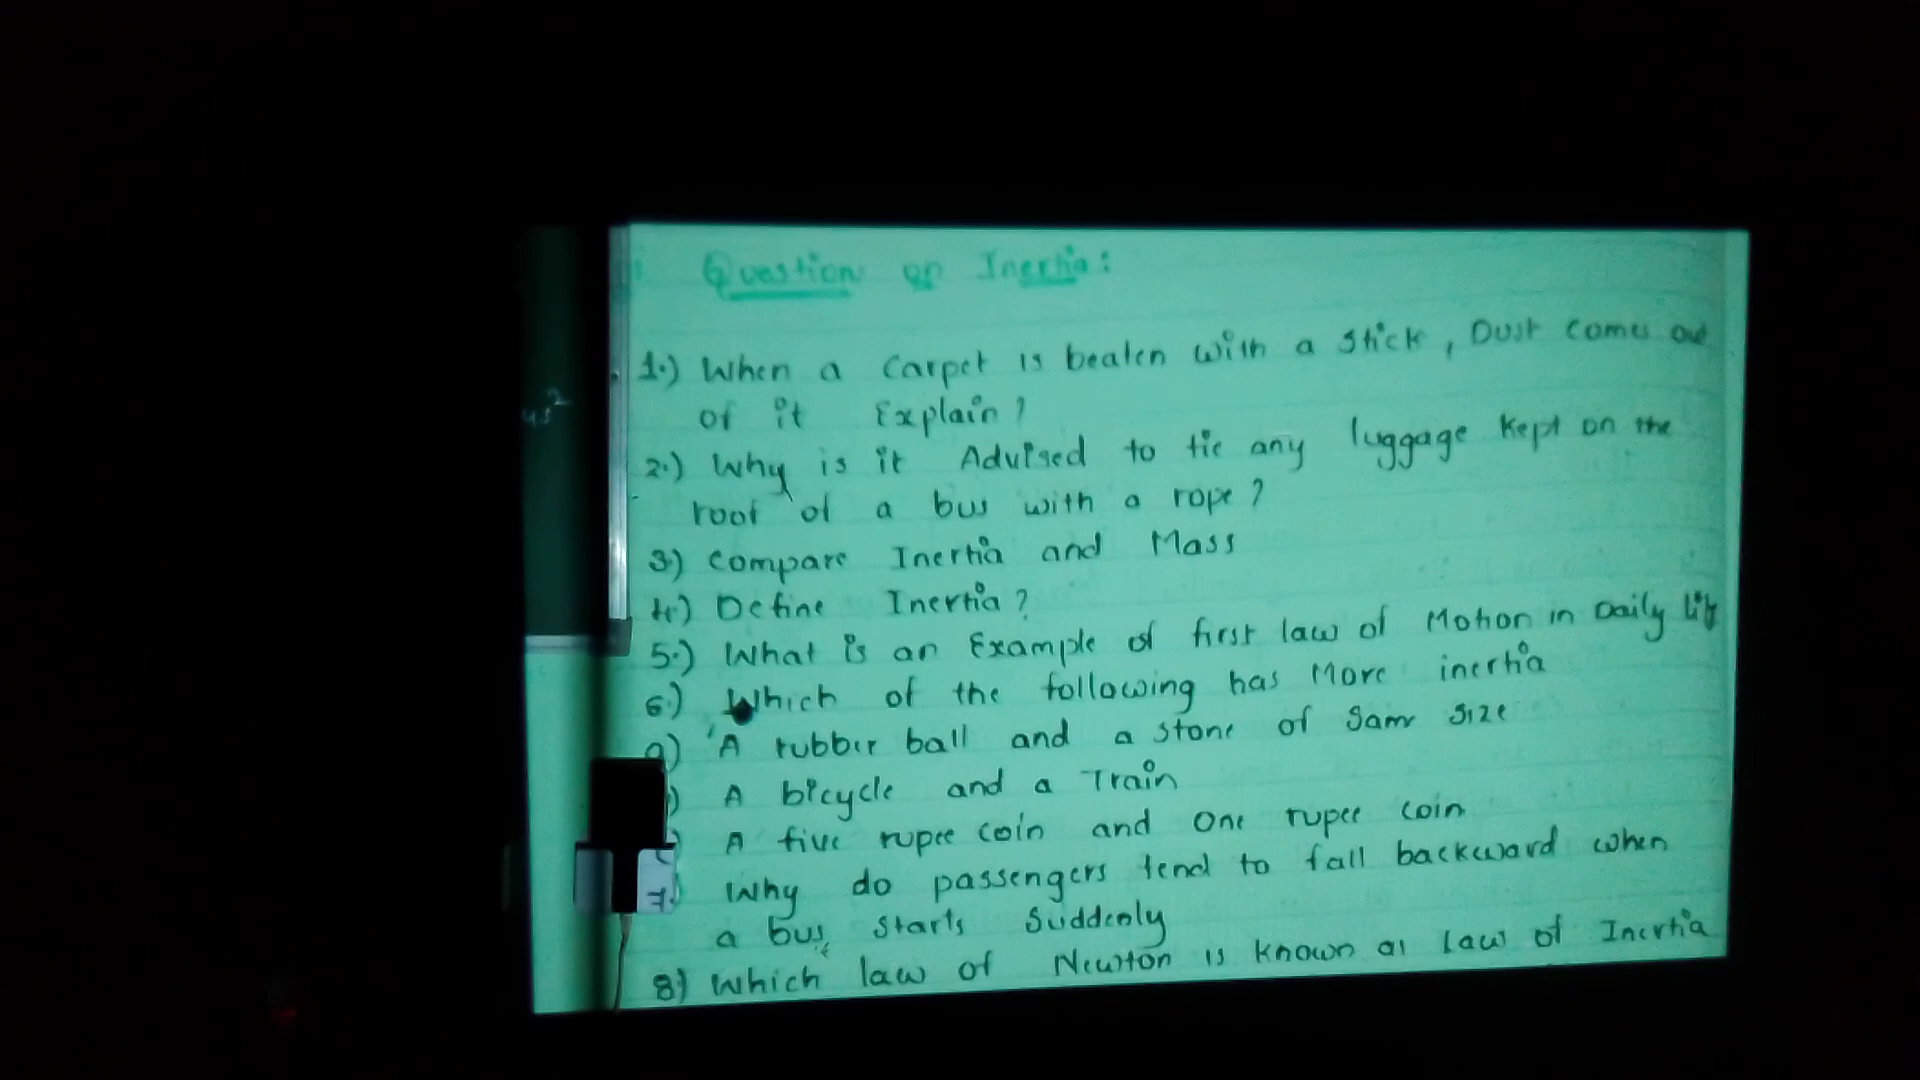 Question on Inertia:
1.) When a Carpet is beaten with a Stick, Dust comes out
of it Explain?
2.) Why is it Advised to tie any luggage Kept on the
roof of a bus with a rope?
3.) Compare Inertia and Mass
4.) Define Inertia?
5.) What is an Example of first law of Motion in Daily life
6.) Which of the following has More inertia
a) A rubber ball and a stone of Same Size
) A bicycle and a Train
A five rupee coin and One rupee coin
7. Why do passengers tend to fall backward when
a bus starts Suddenly
8) Which law of Newton is known as law of Inertia